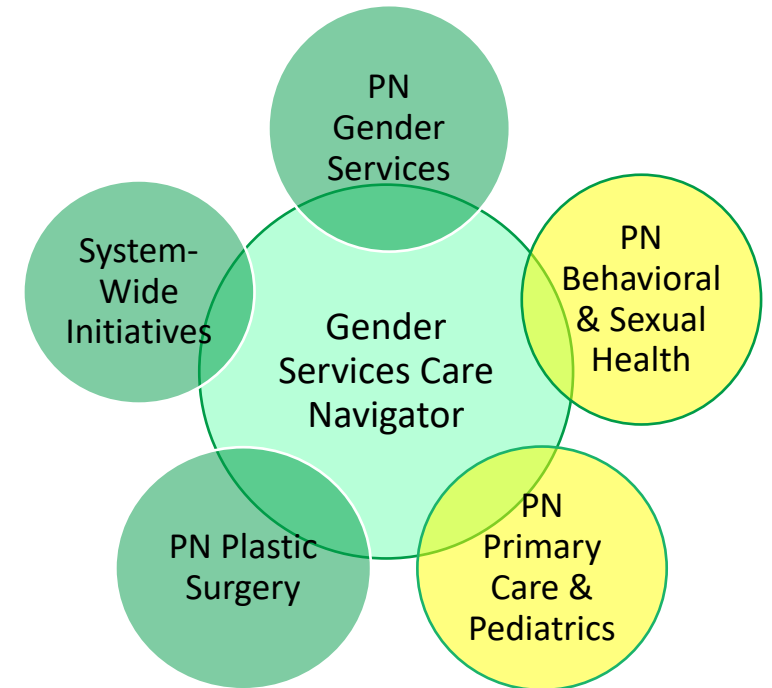 PN
Gender
Services
System-
Wide
Initiatives
PN
Behavioral
& Sexual
Health
Gender
Services Care
Navigator
PN Plastic
Surgery
PN
Primary
Care &
Pediatrics